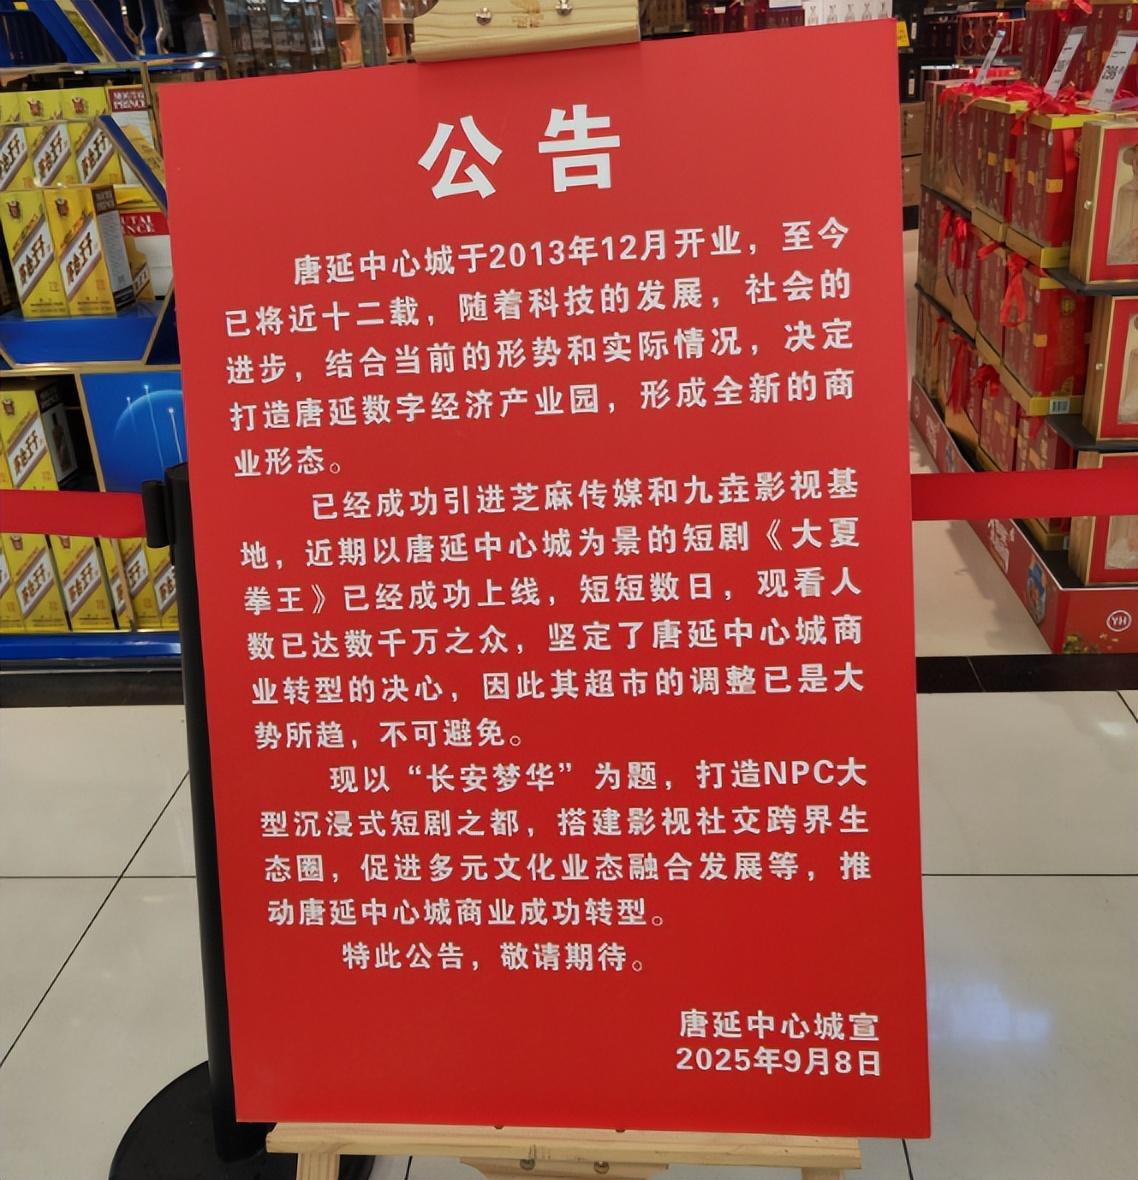 公告
唐延中心城于2013年12月开业，至今
已将近十二载，随着科技的发展，社会的
进步，结合当前的形势和实际情况，决定
打造唐延数字经济产业园，形成全新的商
业形态。
已经成功引进芝麻传媒和九垚影视基
地，近期以唐延中心城为景的短剧《大夏
拳王》已经成功上线，短短数日，观看人
数已达数千万之众，坚定了唐延中心城商
业转型的决心，因此其超市的调整已是大
势所趋，不可避免。
现以“长安梦华”为题，打造NPC大
型沉浸式短剧之都，搭建影视社交跨界生
态圈，促进多元文化业态融合发展等，推
动唐延中心城商业成功转型。
特此公告，敬请期待。
唐延中心城宣
2025年9月8日
YH